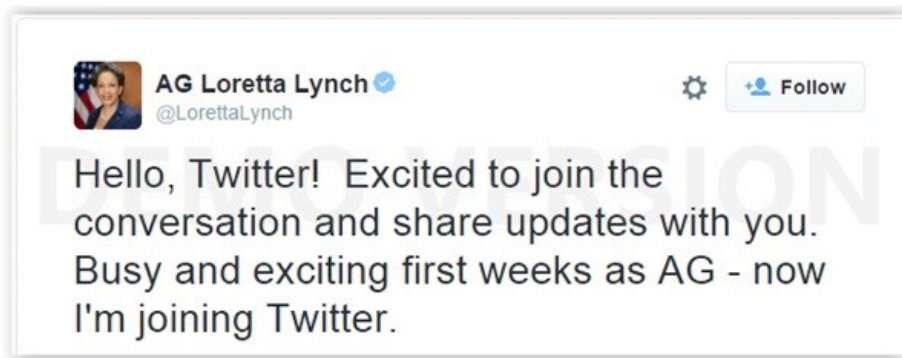 AG Loretta Lynch
@LorettaLynch
Follow
DEMO VERSION
Hello, Twitter!  Excited to join the
conversation and share updates with you.
Busy and exciting first weeks as AG - now
I'm joining Twitter.